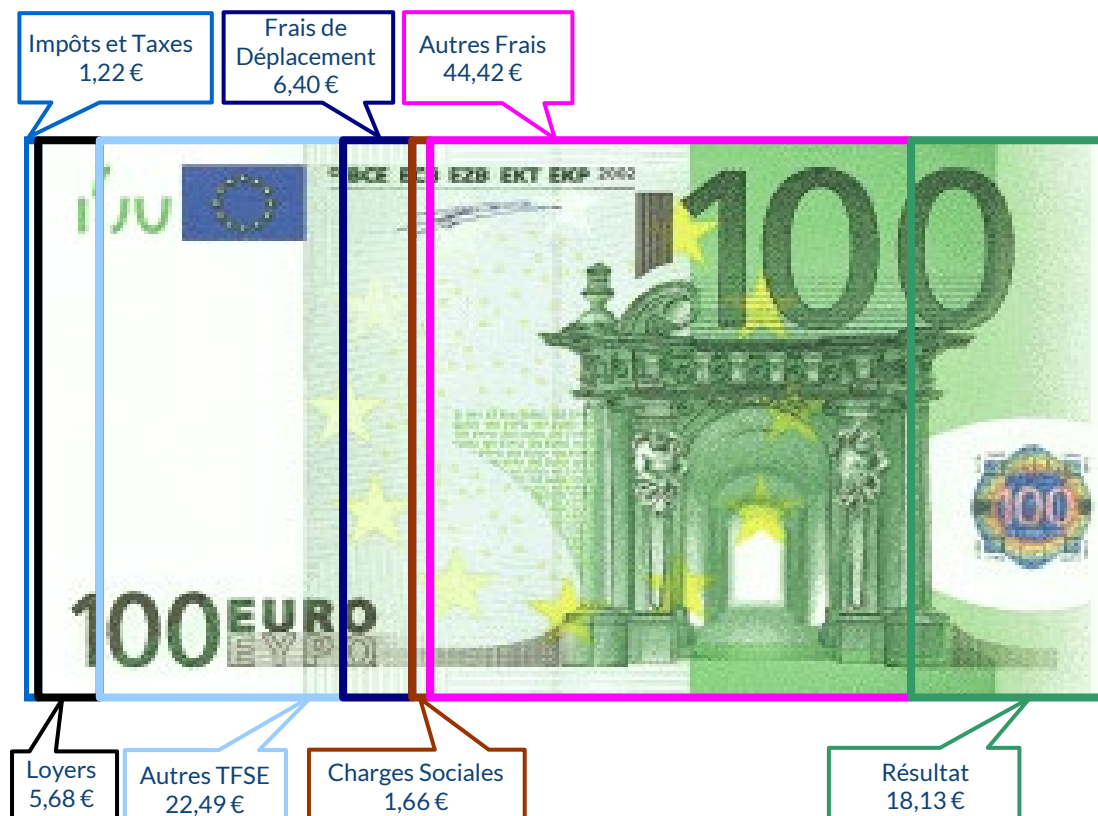 Impôts et Taxes
1,22 €
Frais de
Déplacement
6,40 €
Autres Frais
44,42 €
BCE
EZB EKT EKP 2002
100
100
100 EURO
ΕΥΡΩ
Loyers
5,68 €
Autres TFSE
22,49 €
Charges Sociales
1,66 €
Résultat
18,13 €